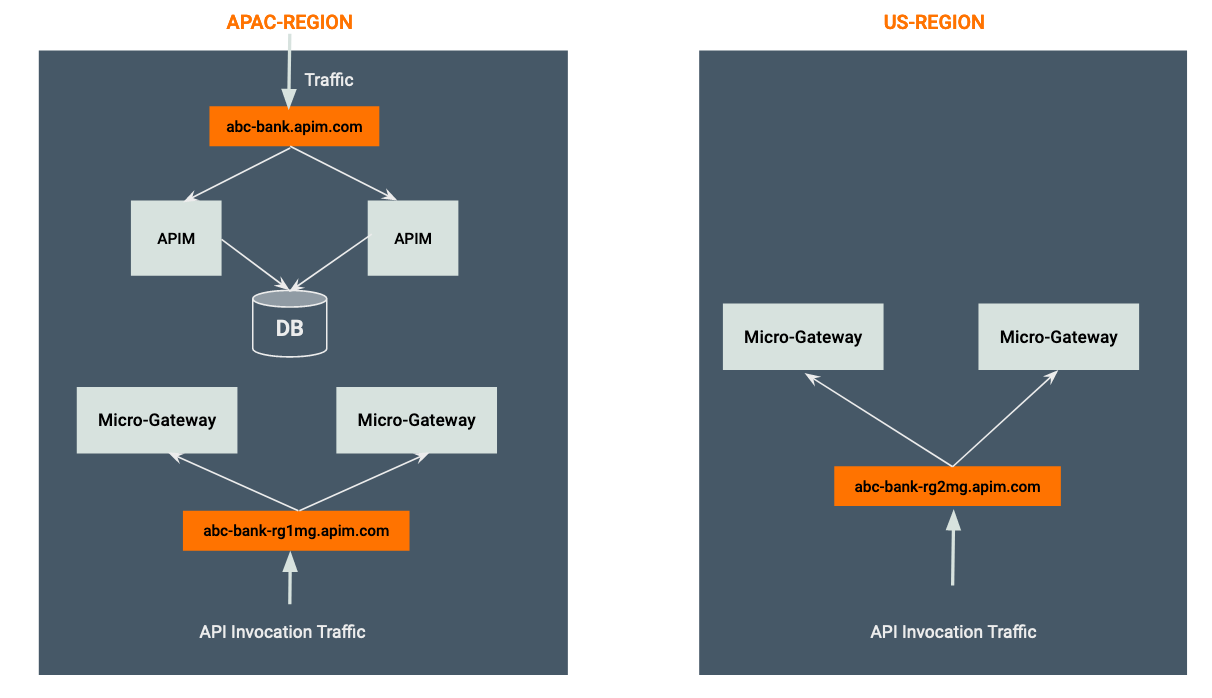 APAC-REGION
Traffic
abc-bank.apim.com
APIM
APIM
DB
Micro-Gateway
Micro-Gateway
abc-bank-rg1mg.apim.com
API Invocation Traffic
US-REGION
Micro-Gateway
Micro-Gateway
abc-bank-rg2mg.apim.com
API Invocation Traffic